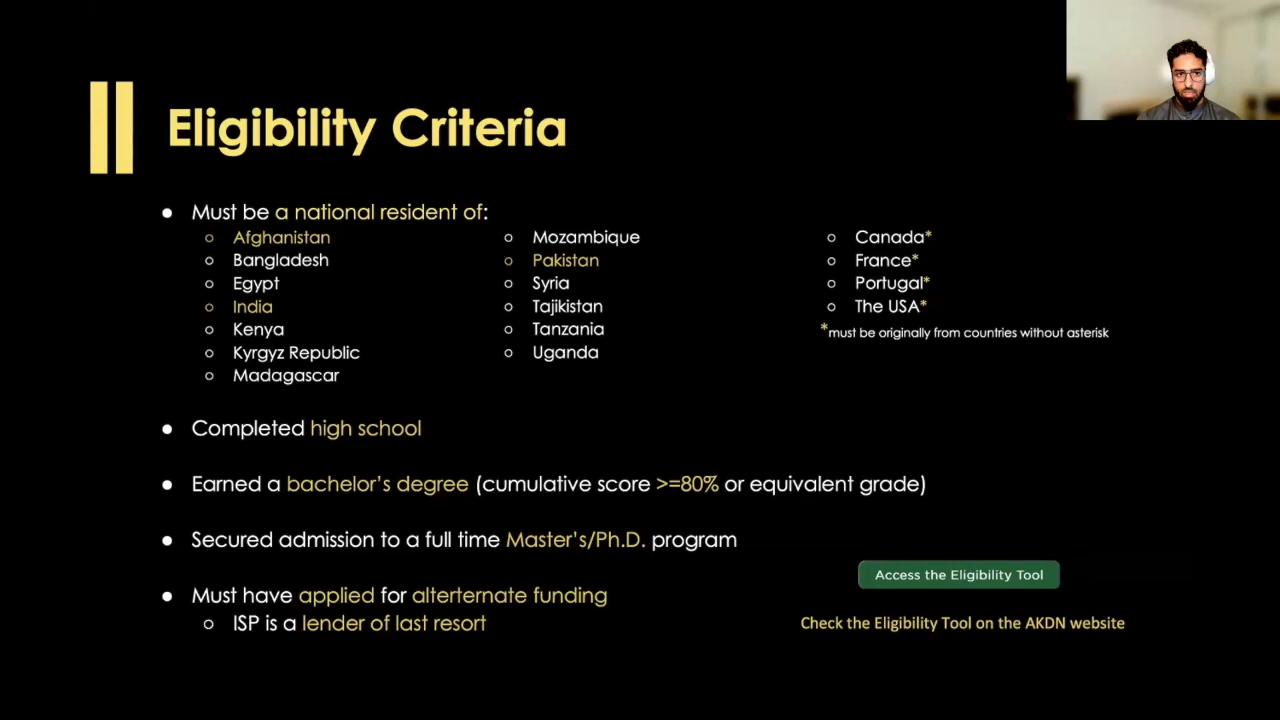 Eligibility Criteria
● Must be a national resident of:
○ Afghanistan
○ Bangladesh
○ Egypt
○ India
○ Kenya
○ Kyrgyz Republic
○ Madagascar
○ Mozambique
○ Pakistan
○ Syria
○ Tajikistan
○ Tanzania
○ Uganda
○ Canada*
○ France*
○ Portugal*
○ The USA*
*must be originally from countries without asterisk
● Completed high school
● Earned a bachelor's degree (cumulative score >=80% or equivalent grade)
● Secured admission to a full time Master's/Ph.D. program
● Must have applied for alterternate funding
○ ISP is a lender of last resort
Access the Eligibility Tool
Check the Eligibility Tool on the AKDN website